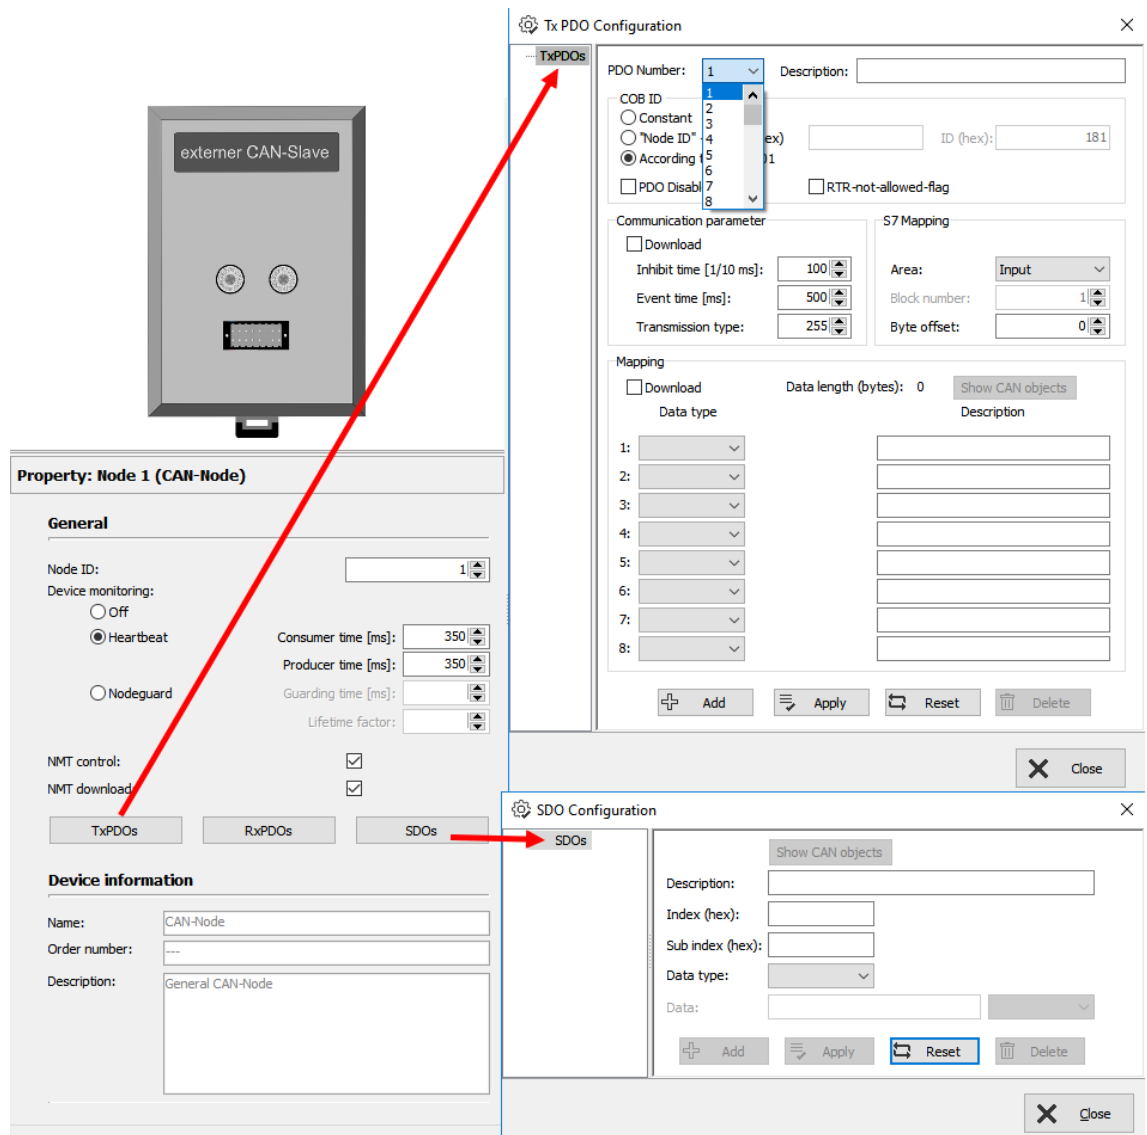 externer CAN-Slave
Property: Node 1 (CAN-Node)
General
Node ID: 1
Device monitoring:
Off
Heartbeat Consumer time [ms]: 350
Producer time [ms]: 350
Nodeguard Guarding time [ms]:
Lifetime factor:
NMT control:
NMT download
TxPDOs RxPDOs SDOs
Device information
Name: CAN-Node
Order number: ---
Description: General CAN-Node
Tx PDO Configuration
TxPDOs
PDO Number: 1 Description:
1
2
3
4
5
6
7
8
COB ID
Constant
"Node ID" ex) ID (hex): 181
According 01
PDO Disabl RTR-not-allowed-flag
Communication parameter
Download
Inhibit time [1/10 ms]: 100
Event time [ms]: 500
Transmission type: 255
S7 Mapping
Area: Input
Block number: 1
Byte offset: 0
Mapping
Download Data length (bytes): 0 Show CAN objects
Data type Description
1:
2:
3:
4:
5:
6:
7:
8:
Add Apply Reset Delete
Close
SDO Configuration
SDOs
Show CAN objects
Description:
Index (hex):
Sub index (hex):
Data type:
Data:
Add Apply Reset Delete
Close